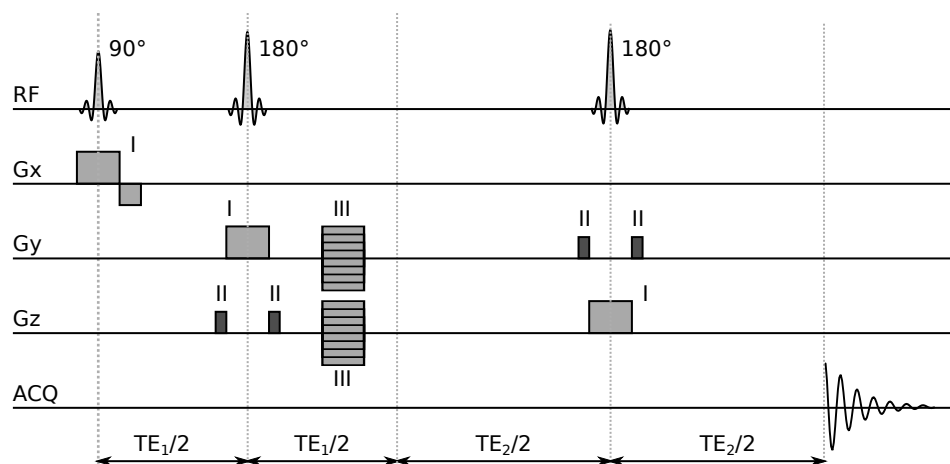 90° 180° 180°
RF
I
Gx
I III II II
Gy
II II I
Gz
III
ACQ
TE₁/2 TE₁/2 TE₂/2 TE₂/2